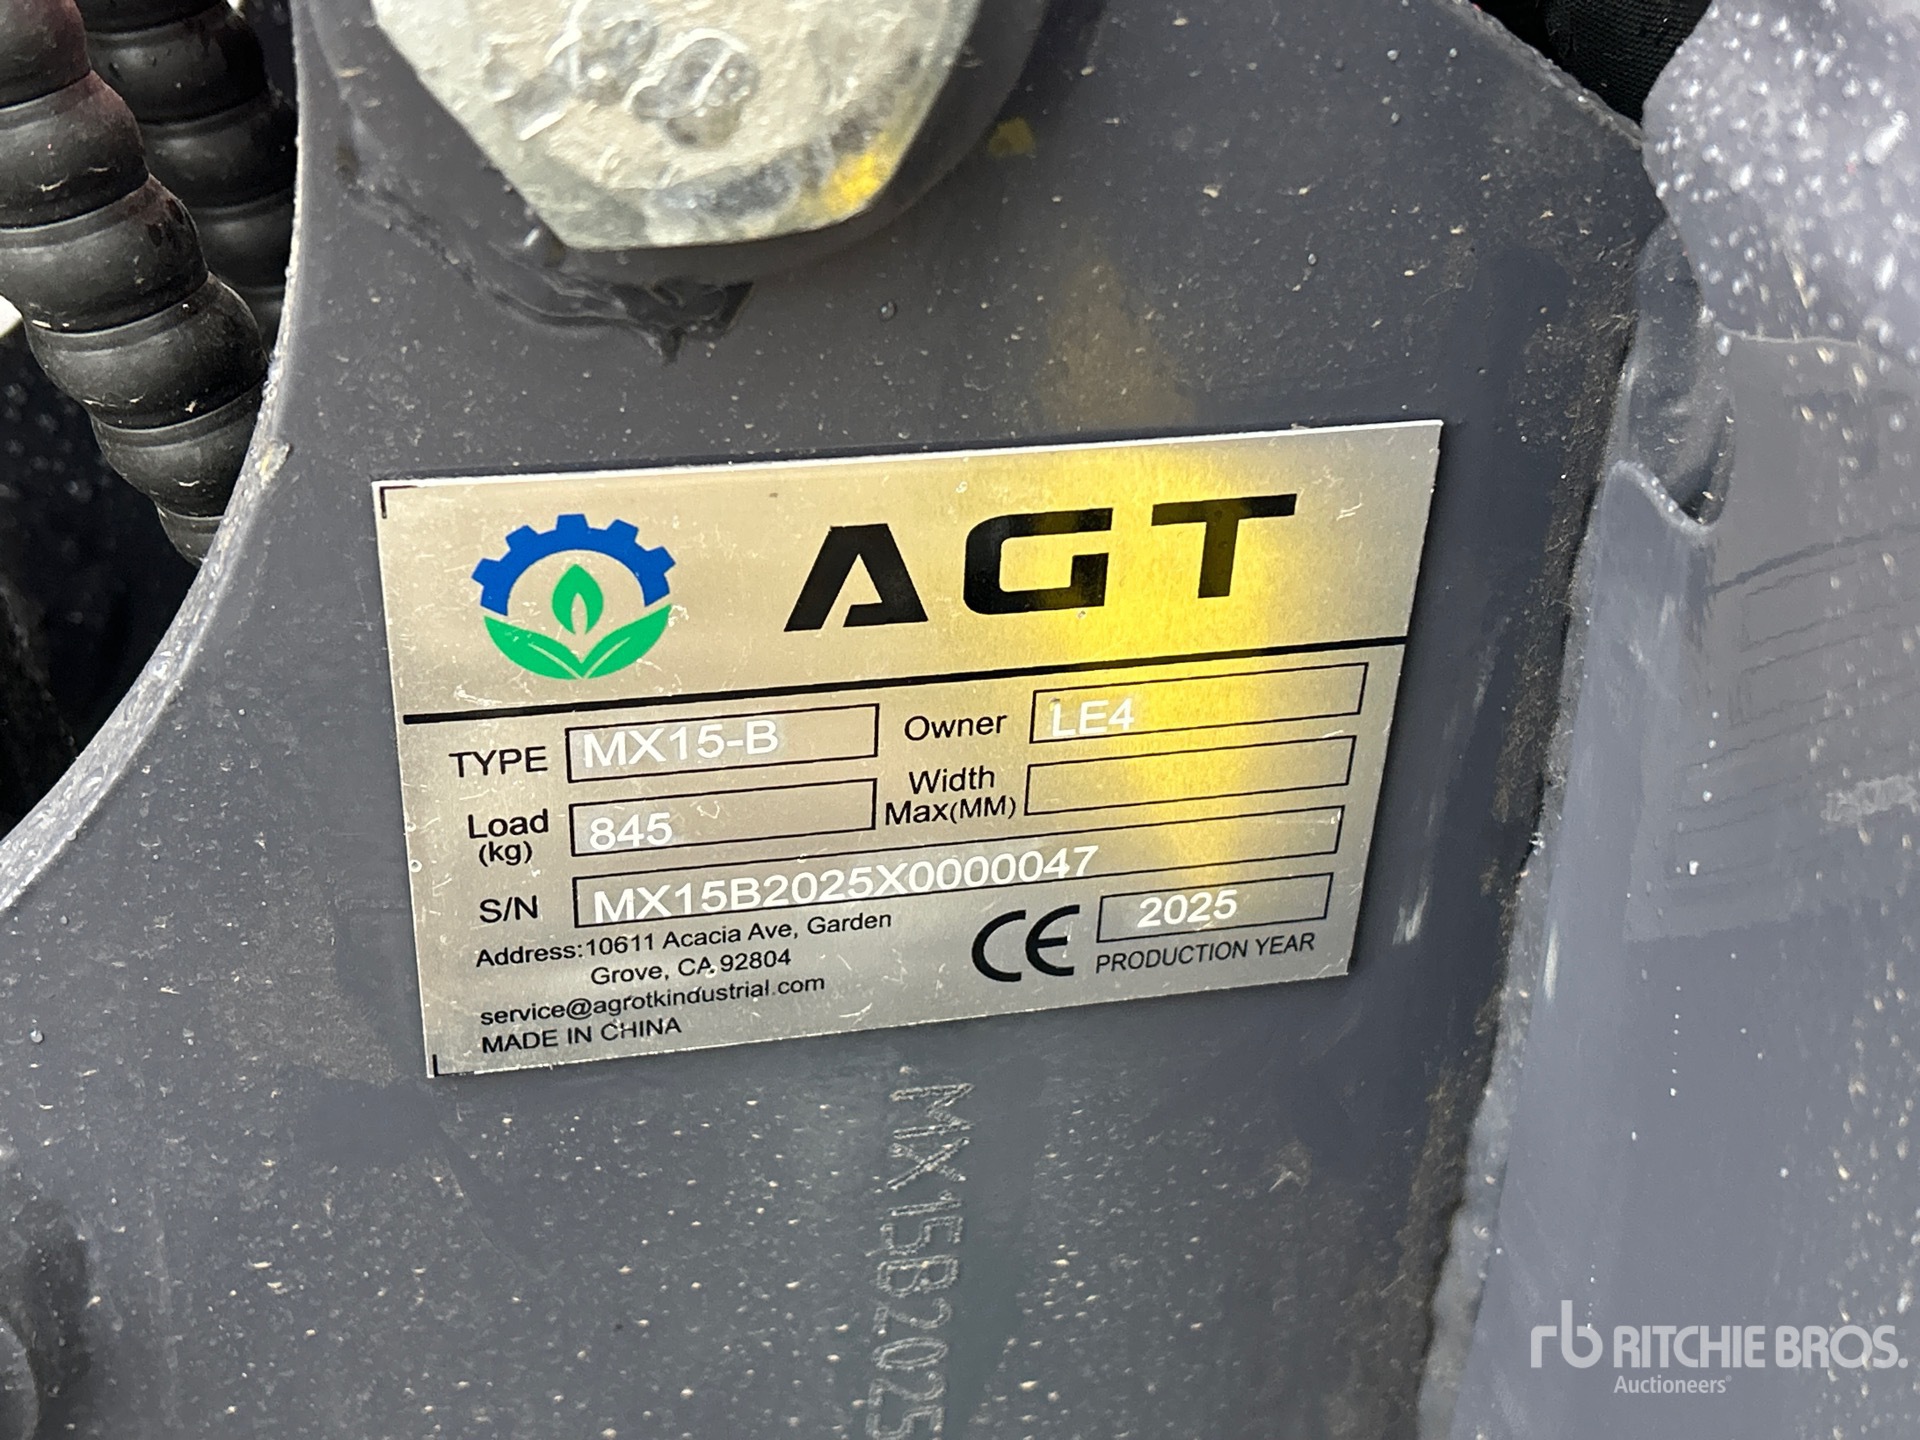 AGT
TYPE MX15-B Owner LE4
Load (kg) 845 Width Max(MM)
S/N MX15B2025X0000047
Address:10611 Acacia Ave, Garden
Grove, CA 92804
service@agrotkindustrial.com
MADE IN CHINA
CE 2025
PRODUCTION YEAR
MX15B2025
rb RITCHIE BROS.
Auctioneers